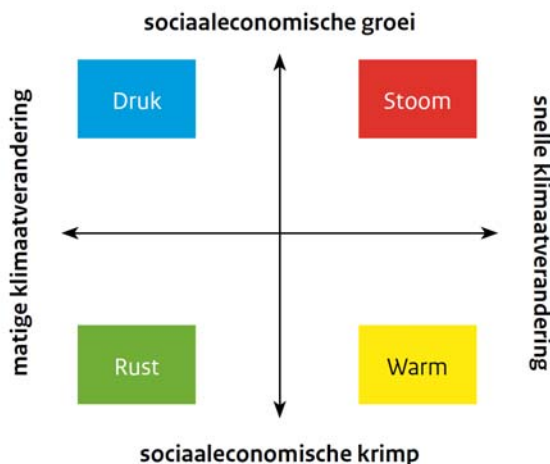 sociaaleconomische groei
Druk
Stoom
matige klimaatverandering
snelle klimaatverandering
Rust
Warm
sociaaleconomische krimp